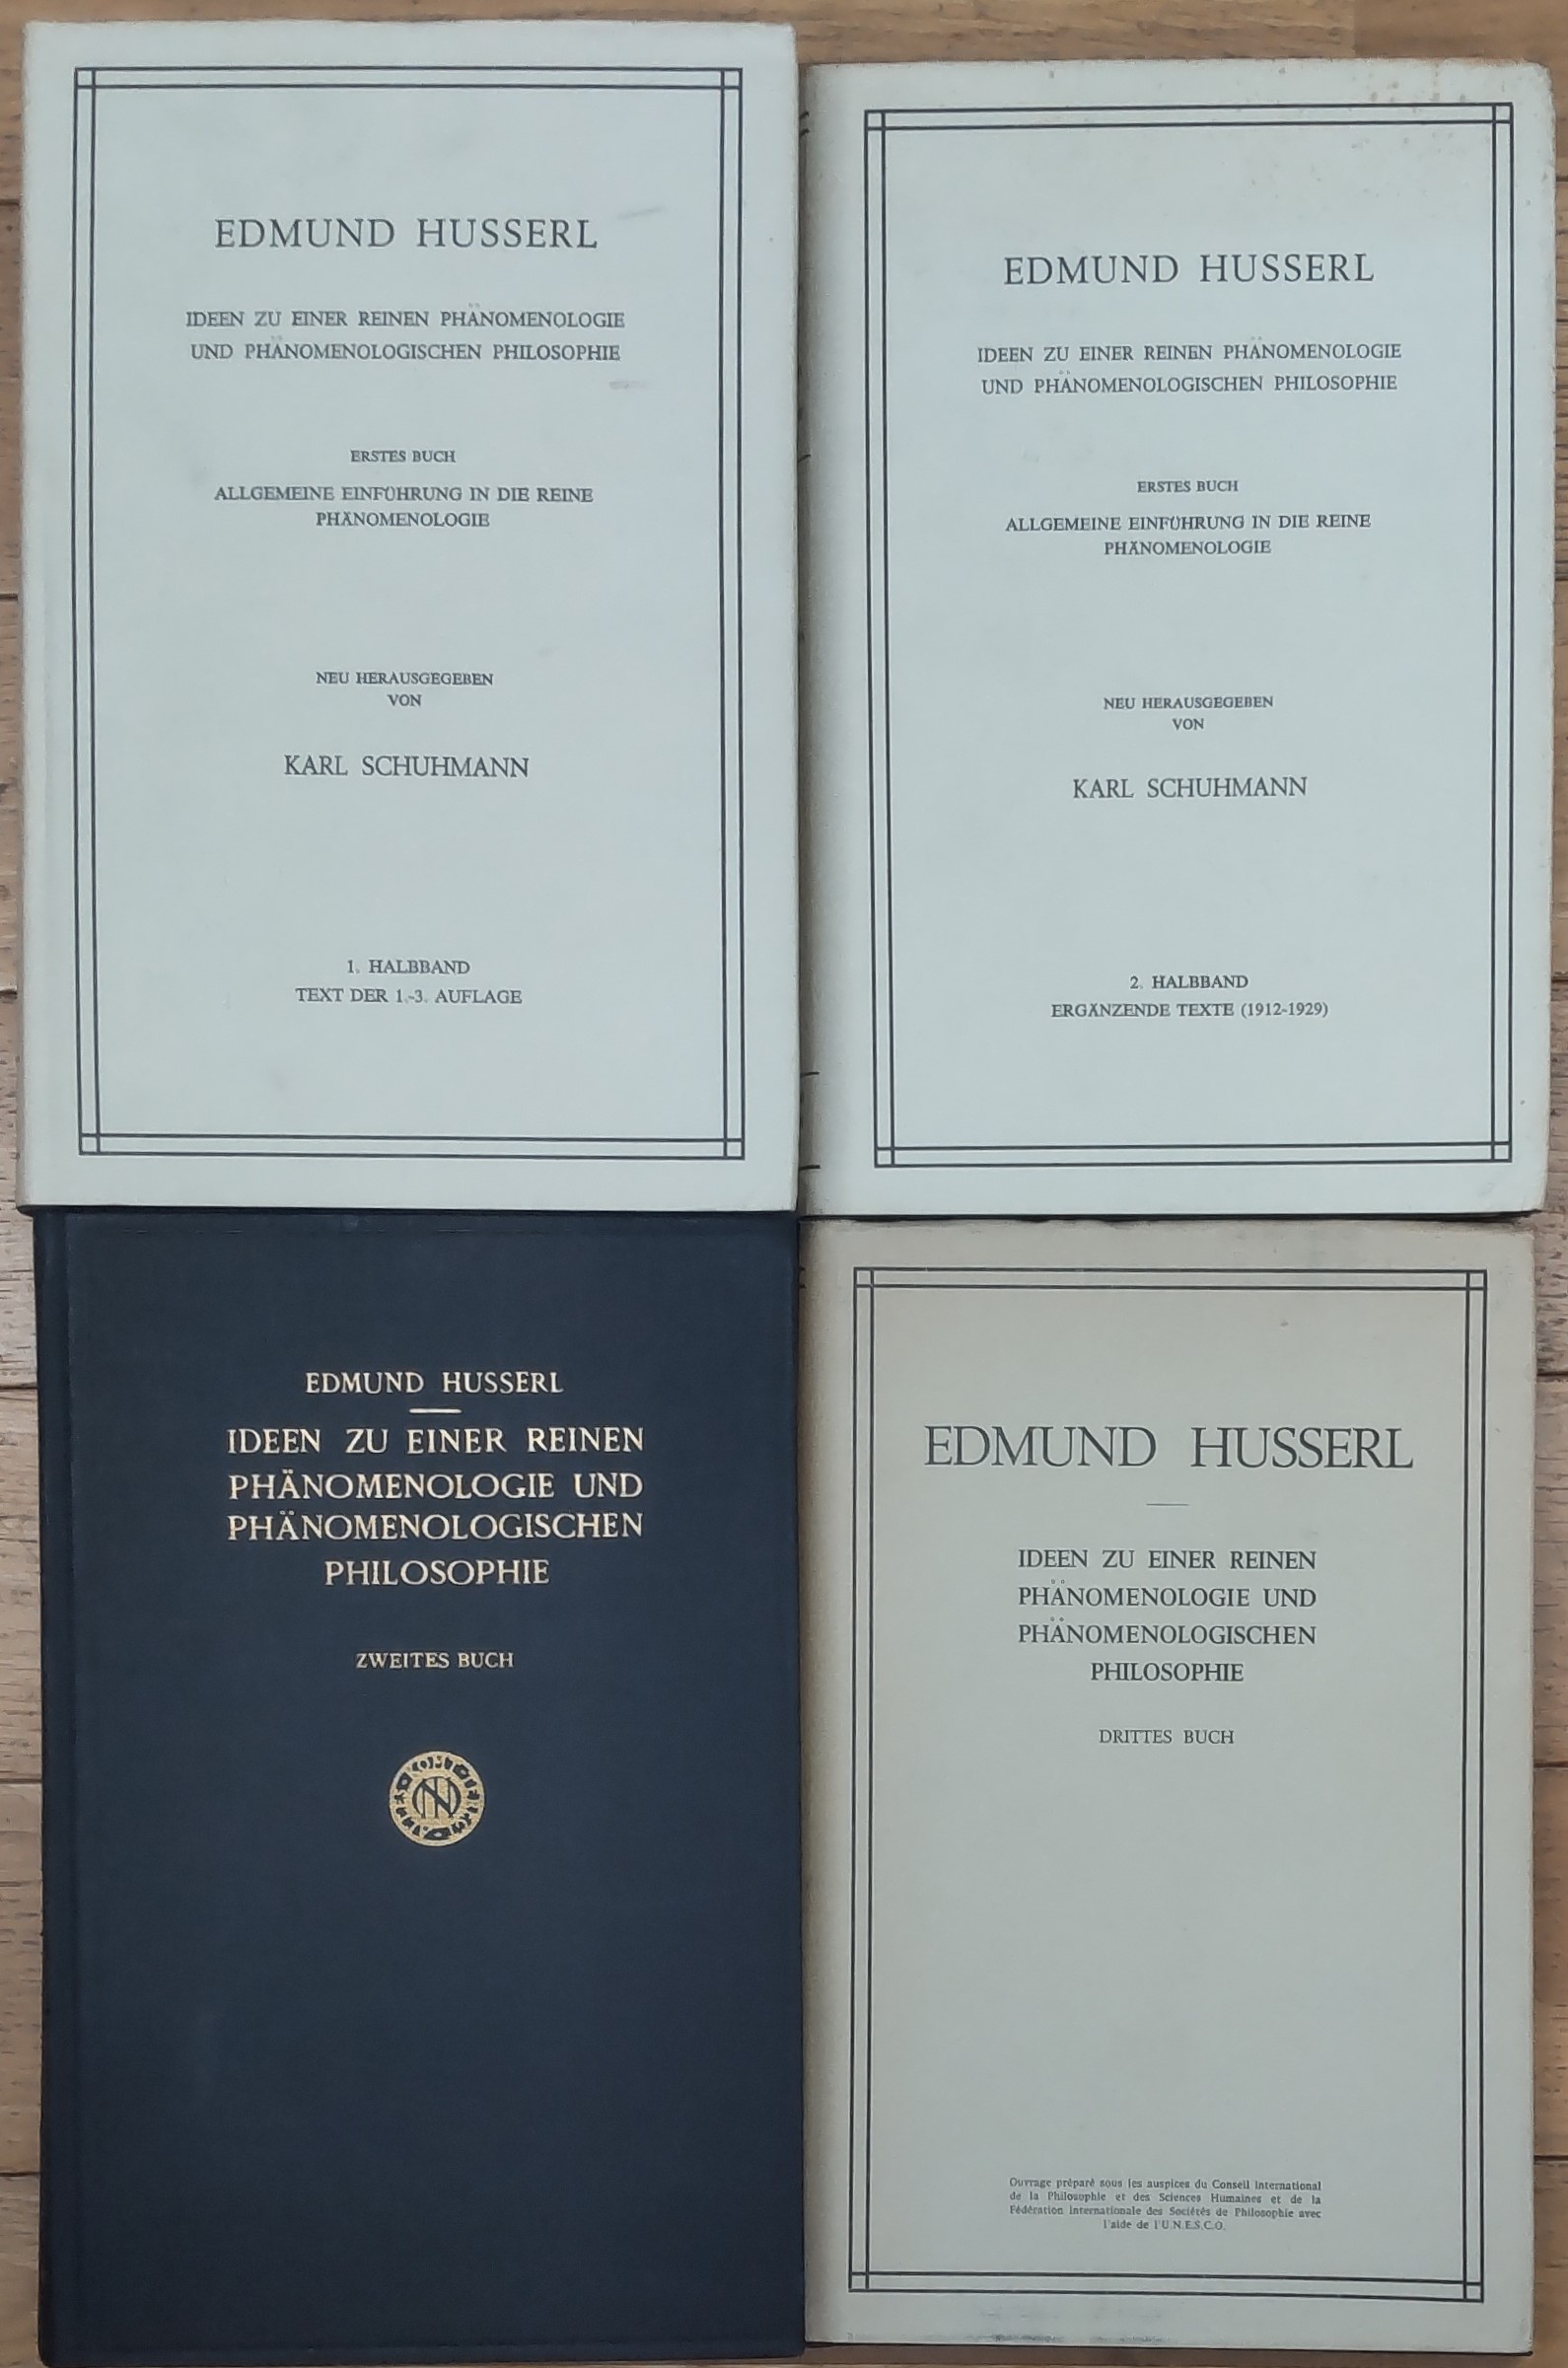 EDMUND HUSSERL
IDEEN ZU EINER REINEN PHÄNOMENOLOGIE
UND PHÄNOMENOLOGISCHEN PHILOSOPHIE
ERSTES BUCH
ALLGEMEINE EINFÜHRUNG IN DIE REINE
PHÄNOMENOLOGIE
NEU HERAUSGEGEBEN
VON
KARL SCHUHMANN
1. HALBBAND
TEXT DER 1.-3. AUFLAGE
EDMUND HUSSERL
IDEEN ZU EINER REINEN PHÄNOMENOLOGIE
UND PHÄNOMENOLOGISCHEN PHILOSOPHIE
ERSTES BUCH
ALLGEMEINE EINFÜHRUNG IN DIE REINE
PHÄNOMENOLOGIE
NEU HERAUSGEGEBEN
VON
KARL SCHUHMANN
2. HALBBAND
ERGÄNZENDE TEXTE (1912-1929)
EDMUND HUSSERL
IDEEN ZU EINER REINEN
PHÄNOMENOLOGIE UND
PHÄNOMENOLOGISCHEN
PHILOSOPHIE
ZWEITES BUCH
EDMUND HUSSERL
IDEEN ZU EINER REINEN
PHÄNOMENOLOGIE UND
PHÄNOMENOLOGISCHEN
PHILOSOPHIE
DRITTES BUCH
Ouvrage préparé sous les auspices du Conseil International
de la Philosophie et des Sciences Humaines et de la
Fédération Internationale des Sociétés de Philosophie avec
l'aide de l'U.N.E.S.C.O.